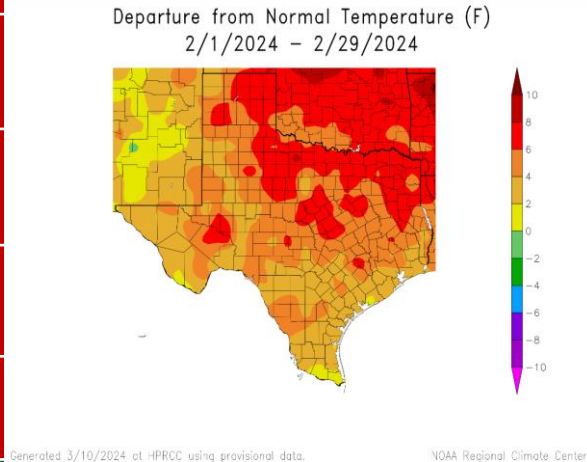 Departure from Normal Temperature (F)
2/1/2024 – 2/29/2024
10
8
6
4
2
0
−2
−4
−6
−8
−10
Generated 3/10/2024 at HPRCC using provisional data.
NOAA Regional Climate Center